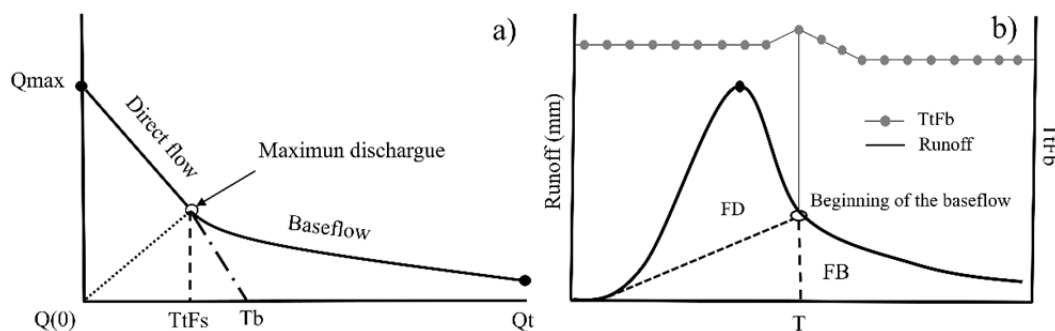 a)
Qmax
Direct flow
Maximun dischargue
Baseflow
Q(0)
TtFs
Tb
Qt
b)
Runoff (mm)
TtFb
TtFb
Runoff
Beginning of the baseflow
FD
FB
T